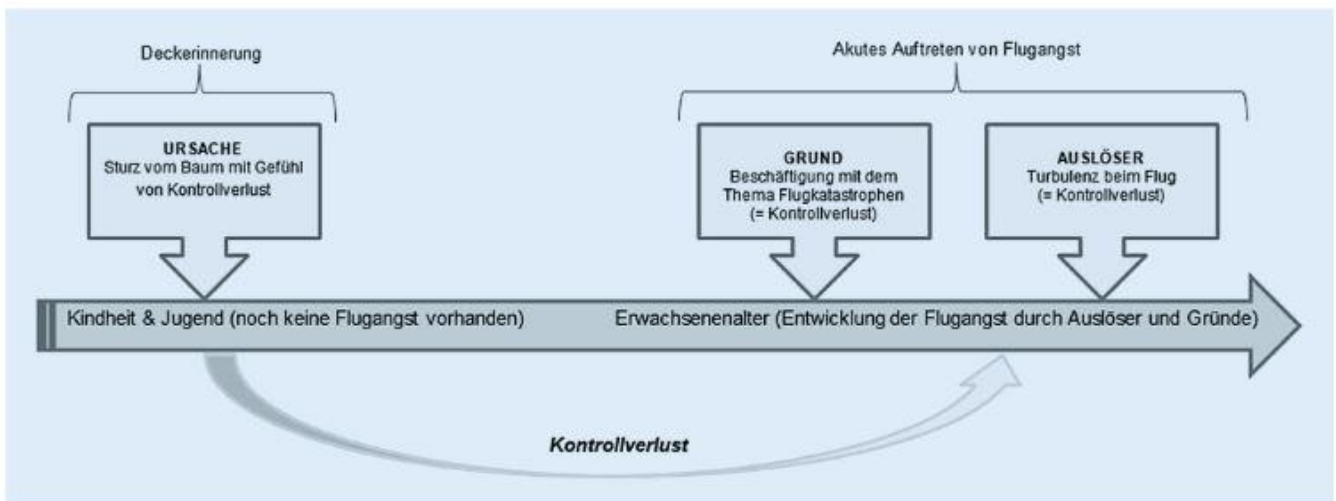 Deckerinnerung
Akutes Auftreten von Flugangst
URSACHE
Sturz vom Baum mit Gefühl
von Kontrollverlust
GRUND
Beschäftigung mit dem
Thema Flugkatastrophen
(= Kontrollverlust)
AUSLÖSER
Turbulenz beim Flug
(= Kontrollverlust)
Kindheit & Jugend (noch keine Flugangst vorhanden)
Erwachsenenalter (Entwicklung der Flugangst durch Auslöser und Gründe)
Kontrollverlust